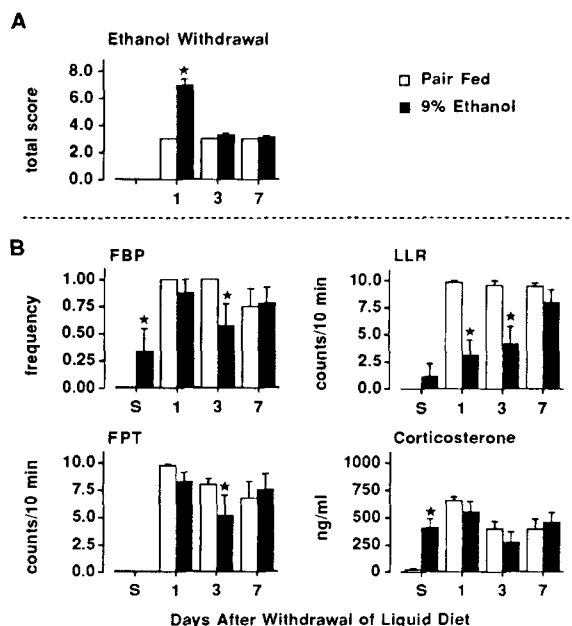 A
Ethanol Withdrawal
total score
8.0
6.0
4.0
2.0
0.0
1 3 7
★
Pair Fed
9% Ethanol
B
FBP
frequency
1.00
0.75
0.50
0.25
0.00
★ ★
S 1 3 7
LLR
counts/10 min
10.0
7.5
5.0
2.5
0.0
★ ★
S 1 3 7
FPT
counts/10 min
10.0
7.5
5.0
2.5
0.0
★
S 1 3 7
Corticosterone
ng/ml
1000
750
500
250
0
★
S 1 3 7
Days After Withdrawal of Liquid Diet